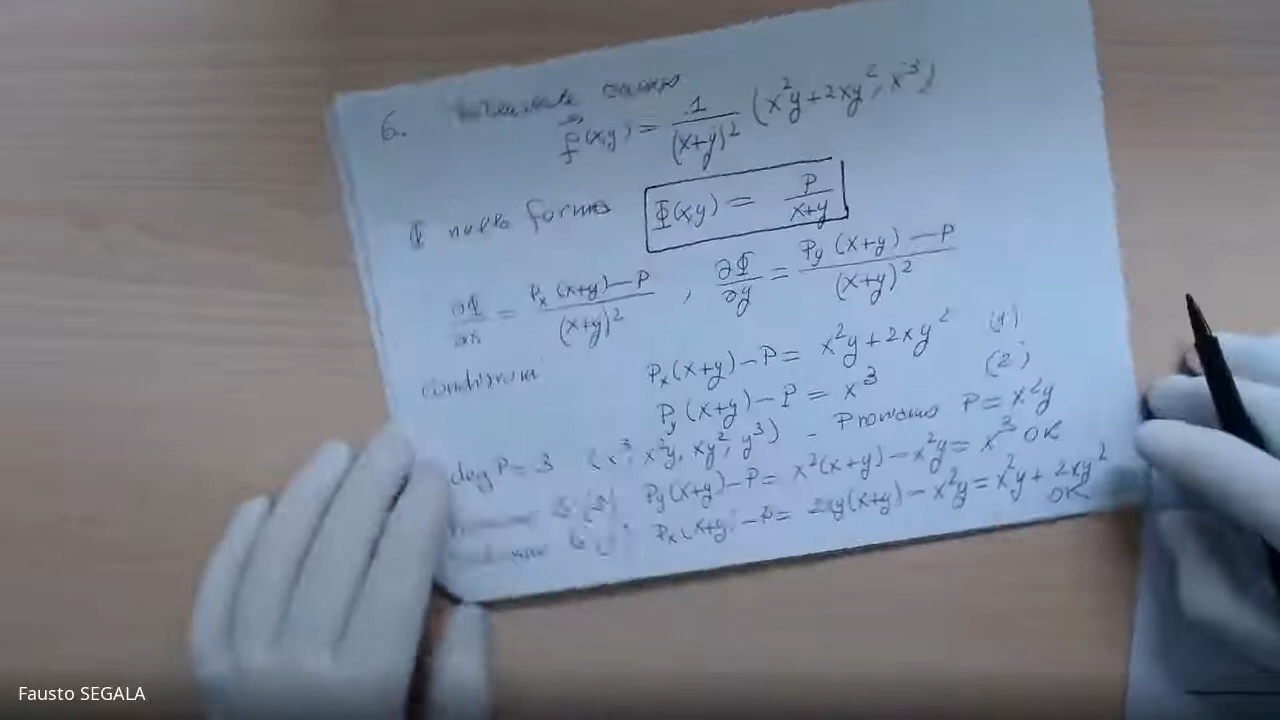 6.
f⃗(x,y) = 1/(x+y)² (x²y+2xy², x³)
nella forma Φ(x,y) = P/(x+y)
∂Φ/∂x = (Pₓ(x+y)−P)/(x+y)² , ∂Φ/∂y = (P_y(x+y)−P)/(x+y)²
condizioni Pₓ(x+y)−P = x²y+2xy² (1)
P_y(x+y)−P = x³ (2)
deg P = 3 (x³, x²y, xy², y³) - Proviamo P = x²y
P_y(x+y)−P = x²(x+y)−x²y = x³ OK
Pₓ(x+y)−P = 2xy(x+y)−x²y = x²y+2xy²
OK
Fausto SEGALA